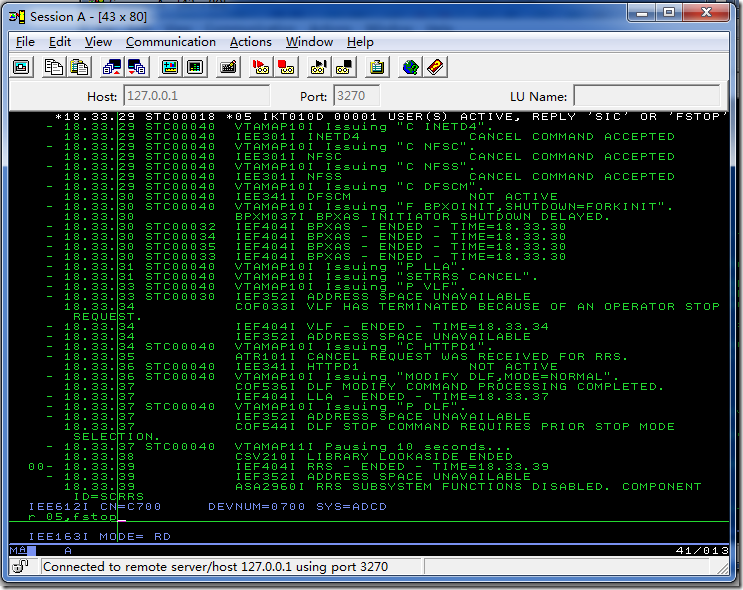 Session A - [43 x 80]
File Edit View Communication Actions Window Help
Host: 127.0.0.1 Port: 3270 LU Name:
*18.33.29 STC00018 *05 IKT010D 00001 USER(S) ACTIVE, REPLY 'SIC' OR 'FSTOP'
- 18.33.29 STC00040 VTAMAP10I Issuing "C INETD4".
- 18.33.29 STC00040 IEE301I INETD4 CANCEL COMMAND ACCEPTED
- 18.33.29 STC00040 VTAMAP10I Issuing "C NFSC".
- 18.33.29 STC00040 IEE301I NFSC CANCEL COMMAND ACCEPTED
- 18.33.29 STC00040 VTAMAP10I Issuing "C NFSS".
- 18.33.29 STC00040 IEE301I NFSS CANCEL COMMAND ACCEPTED
- 18.33.29 STC00040 VTAMAP10I Issuing "C DFSCM".
- 18.33.30 STC00040 IEE341I DFSCM NOT ACTIVE
- 18.33.30 STC00040 VTAMAP10I Issuing "F BPXOINIT,SHUTDOWN=FORKINIT".
18.33.30 BPXM037I BPXAS INITIATOR SHUTDOWN DELAYED.
- 18.33.30 STC00032 IEF404I BPXAS - ENDED - TIME=18.33.30
- 18.33.30 STC00034 IEF404I BPXAS - ENDED - TIME=18.33.30
- 18.33.30 STC00035 IEF404I BPXAS - ENDED - TIME=18.33.30
- 18.33.30 STC00033 IEF404I BPXAS - ENDED - TIME=18.33.30
- 18.33.31 STC00040 VTAMAP10I Issuing "P LLA".
- 18.33.31 STC00040 VTAMAP10I Issuing "SETRRS CANCEL".
- 18.33.33 STC00040 VTAMAP10I Issuing "P VLF".
- 18.33.33 STC00030 IEF352I ADDRESS SPACE UNAVAILABLE
18.33.34 COF033I VLF HAS TERMINATED BECAUSE OF AN OPERATOR STOP
REQUEST.
- 18.33.34 IEF404I VLF - ENDED - TIME=18.33.34
- 18.33.34 IEF352I ADDRESS SPACE UNAVAILABLE
- 18.33.34 STC00040 VTAMAP10I Issuing "C HTTPD1".
- 18.33.35 ATR101I CANCEL REQUEST WAS RECEIVED FOR RRS.
- 18.33.36 STC00040 IEE341I HTTPD1 NOT ACTIVE
- 18.33.36 STC00040 VTAMAP10I Issuing "MODIFY DLF,MODE=NORMAL".
- 18.33.37 COF536I DLF MODIFY COMMAND PROCESSING COMPLETED.
- 18.33.37 IEF404I LLA - ENDED - TIME=18.33.37
- 18.33.37 STC00040 VTAMAP10I Issuing "P DLF".
- 18.33.37 IEF352I ADDRESS SPACE UNAVAILABLE
- 18.33.37 COF544I DLF STOP COMMAND REQUIRES PRIOR STOP MODE
SELECTION.
- 18.33.37 STC00040 VTAMAP11I Pausing 10 seconds...
- 18.33.38 CSV210I LIBRARY LOOKASIDE ENDED
00- 18.33.39 IEF404I RRS - ENDED - TIME=18.33.39
- 18.33.39 IEF352I ADDRESS SPACE UNAVAILABLE
18.33.39 ASA2960I RRS SUBSYSTEM FUNCTIONS DISABLED. COMPONENT
ID=SCRRS
IEE612I CN=C700 DEVNUM=0700 SYS=ADCD
r 05,fstop_
IEE163I MODE= RD
MA A 41/013
Connected to remote server/host 127.0.0.1 using port 3270